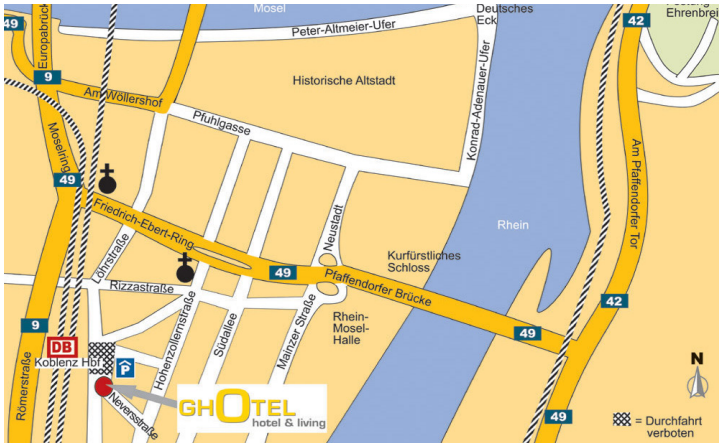 49
Europabrücke
9
Mosel
Peter-Altmeier-Ufer
Deutsches
Eck
42
Ehrenbrei
Am Wöllershof
Historische Altstadt
Konrad-Adenauer-Ufer
Pfuhlgasse
Moselring
49
Am Pfaffendorfer Tor
Friedrich-Ebert-Ring
Löhrstraße
Neustadt
Rhein
Kurfürstliches
Schloss
49
Pfaffendorfer Brücke
Rizzastraße
42
9
Römerstraße
Hohenzollernstraße
Südallee
Mainzer Straße
Rhein-
Mosel-
Halle
49
DB
Koblenz Hbf
P
N
Neversstraße
GHOTEL
hotel & living
49
= Durchfahrt
verboten